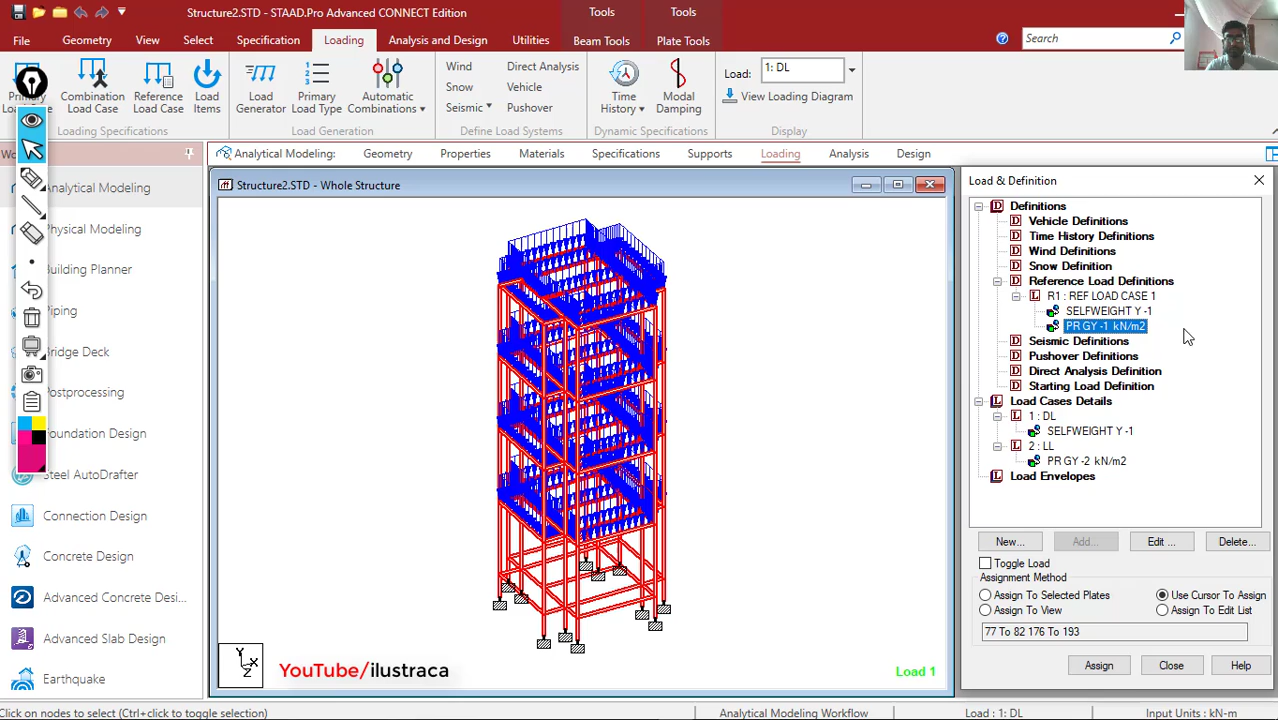 Structure2.STD - STAAD.Pro Advanced CONNECT Edition
Tools
Tools
File
Geometry
View
Select
Specification
Loading
Analysis and Design
Utilities
Beam Tools
Plate Tools
Search
Combination
Load Case
Reference
Load Case
Load
Items
Loading Specifications
Load
Generator
Primary
Load Type
Automatic
Combinations
Load Generation
Wind
Snow
Seismic
Direct Analysis
Vehicle
Pushover
Define Load Systems
Time
History
Modal
Damping
Dynamic Specifications
Load:
1: DL
View Loading Diagram
Display
Analytical Modeling:
Geometry
Properties
Materials
Specifications
Supports
Loading
Analysis
Design
Analytical Modeling
Physical Modeling
Building Planner
Piping
Bridge Deck
Postprocessing
Foundation Design
Steel AutoDrafter
Connection Design
Concrete Design
Advanced Concrete Desi...
Advanced Slab Design
Earthquake
Structure2.STD - Whole Structure
Y
X
Z
YouTube/ilustraca
Load 1
Load & Definition
Definitions
Vehicle Definitions
Time History Definitions
Wind Definitions
Snow Definition
Reference Load Definitions
R1 : REF LOAD CASE 1
SELFWEIGHT Y -1
PR GY -1 kN/m2
Seismic Definitions
Pushover Definitions
Direct Analysis Definition
Starting Load Definition
Load Cases Details
1 : DL
SELFWEIGHT Y -1
2 : LL
PR GY -2 kN/m2
Load Envelopes
New...
Add...
Edit ...
Delete...
Toggle Load
Assignment Method
Assign To Selected Plates
Use Cursor To Assign
Assign To View
Assign To Edit List
77 To 82 176 To 193
Assign
Close
Help
Click on nodes to select (Ctrl+click to toggle selection)
Analytical Modeling Workflow
Load : 1: DL
Input Units : kN-m